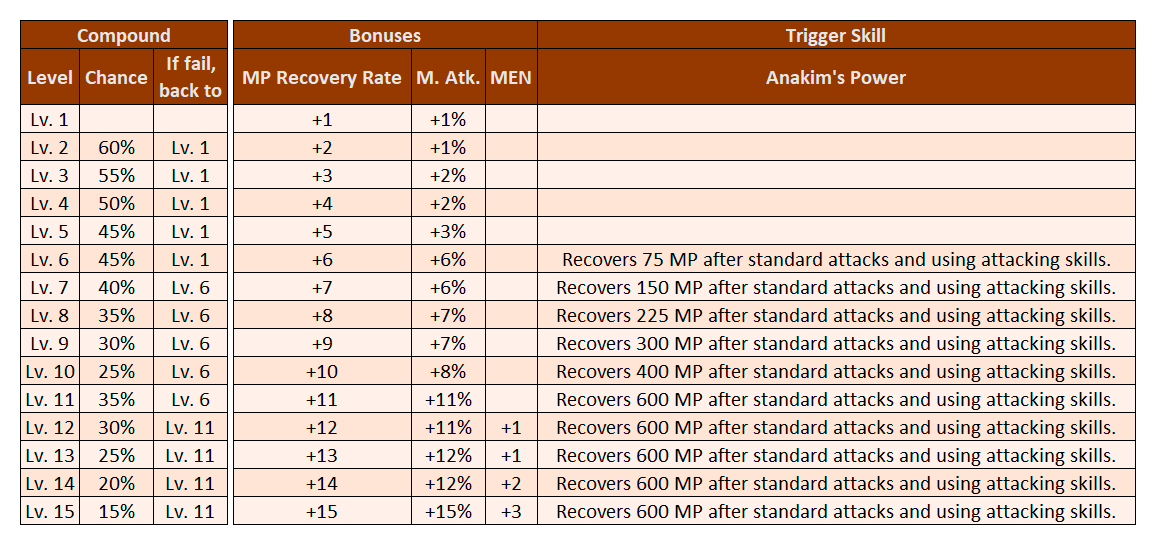 Compound Bonuses Trigger Skill
Level Chance If fail, back to MP Recovery Rate M. Atk. MEN Anakim's Power
Lv. 1 +1 +1%
Lv. 2 60% Lv. 1 +2 +1%
Lv. 3 55% Lv. 1 +3 +2%
Lv. 4 50% Lv. 1 +4 +2%
Lv. 5 45% Lv. 1 +5 +3%
Lv. 6 45% Lv. 1 +6 +6% Recovers 75 MP after standard attacks and using attacking skills.
Lv. 7 40% Lv. 6 +7 +6% Recovers 150 MP after standard attacks and using attacking skills.
Lv. 8 35% Lv. 6 +8 +7% Recovers 225 MP after standard attacks and using attacking skills.
Lv. 9 30% Lv. 6 +9 +7% Recovers 300 MP after standard attacks and using attacking skills.
Lv. 10 25% Lv. 6 +10 +8% Recovers 400 MP after standard attacks and using attacking skills.
Lv. 11 35% Lv. 6 +11 +11% Recovers 600 MP after standard attacks and using attacking skills.
Lv. 12 30% Lv. 11 +12 +11% +1 Recovers 600 MP after standard attacks and using attacking skills.
Lv. 13 25% Lv. 11 +13 +12% +1 Recovers 600 MP after standard attacks and using attacking skills.
Lv. 14 20% Lv. 11 +14 +12% +2 Recovers 600 MP after standard attacks and using attacking skills.
Lv. 15 15% Lv. 11 +15 +15% +3 Recovers 600 MP after standard attacks and using attacking skills.